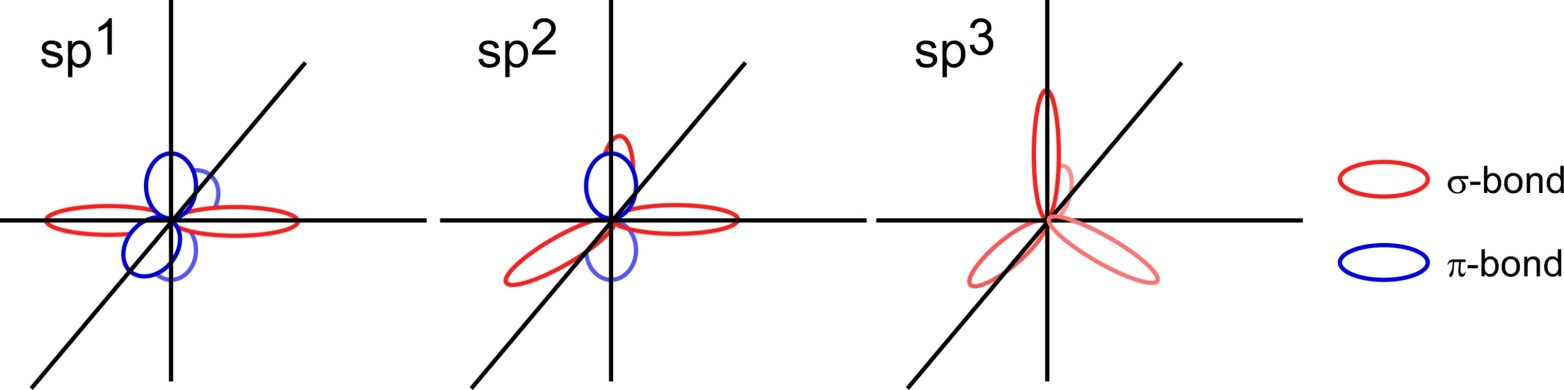 sp¹
sp²
sp³
σ-bond
π-bond